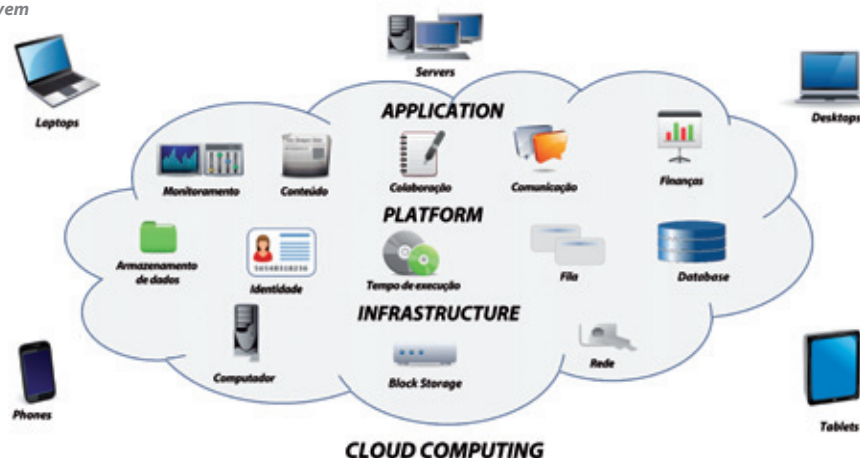 vem
Servers
Laptops
Desktops
APPLICATION
Monitoramento
Conteúdo
Colaboração
Comunicação
Finanças
PLATFORM
Armazenamento
de dados
Identidade
Tempo de execução
Fila
Database
INFRASTRUCTURE
Computador
Block Storage
Rede
Phones
Tablets
CLOUD COMPUTING